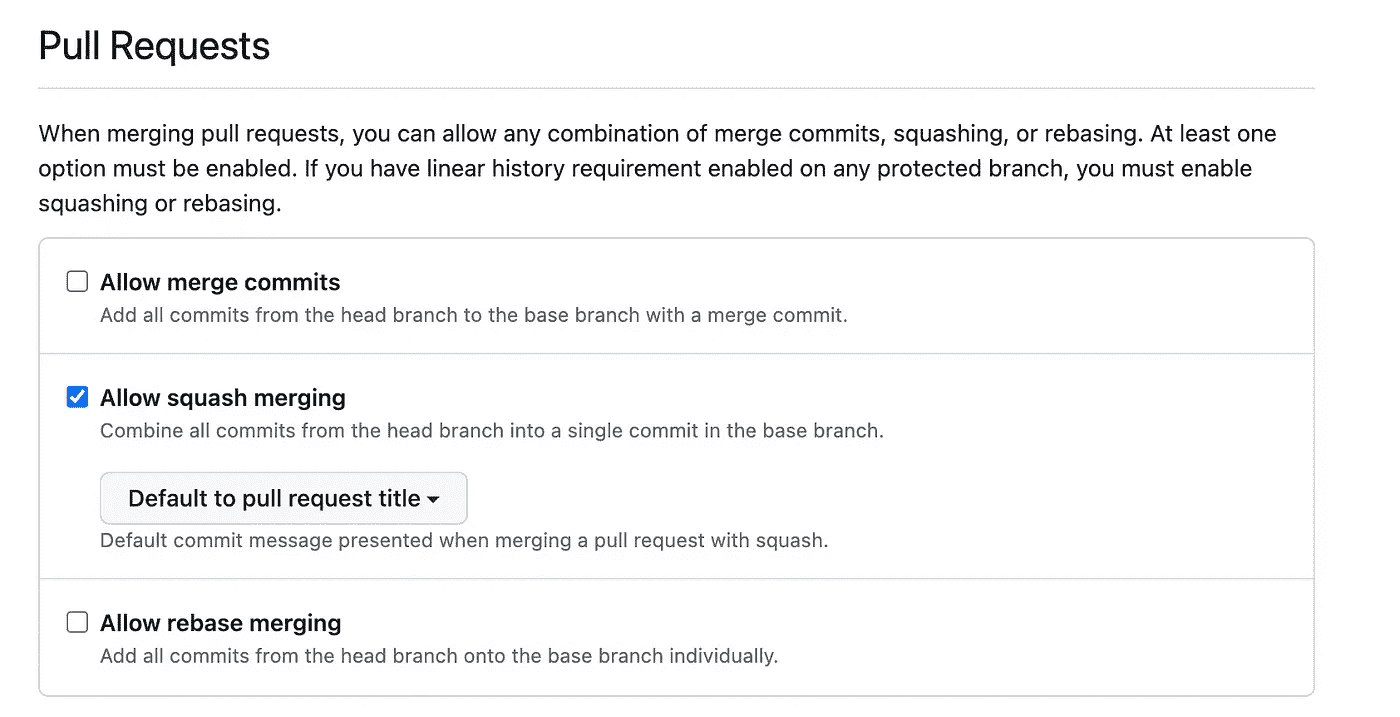 Pull Requests
When merging pull requests, you can allow any combination of merge commits, squashing, or rebasing. At least one
option must be enabled. If you have linear history requirement enabled on any protected branch, you must enable
squashing or rebasing.
Allow merge commits
Add all commits from the head branch to the base branch with a merge commit.
Allow squash merging
Combine all commits from the head branch into a single commit in the base branch.
Default to pull request title
Default commit message presented when merging a pull request with squash.
Allow rebase merging
Add all commits from the head branch onto the base branch individually.